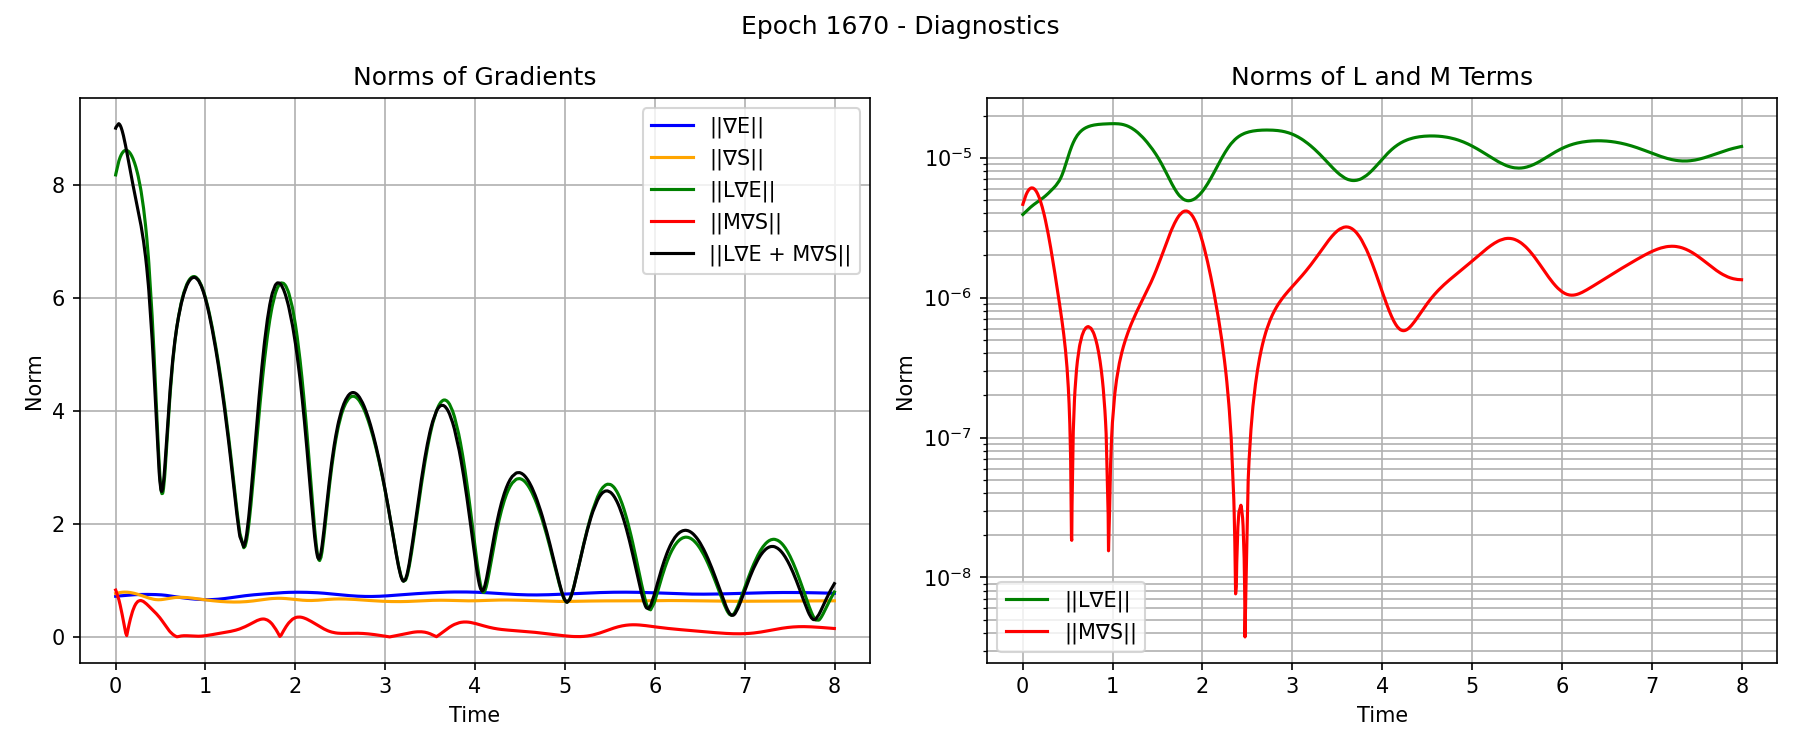 Epoch 1670 - Diagnostics
Norms of Gradients
Norm
8
6
4
2
0
0 1 2 3 4 5 6 7 8
Time
||∇E||
||∇S||
||L∇E||
||M∇S||
||L∇E + M∇S||
Norms of L and M Terms
Norm
10⁻⁵
10⁻⁶
10⁻⁷
10⁻⁸
||L∇E||
||M∇S||
0 1 2 3 4 5 6 7 8
Time